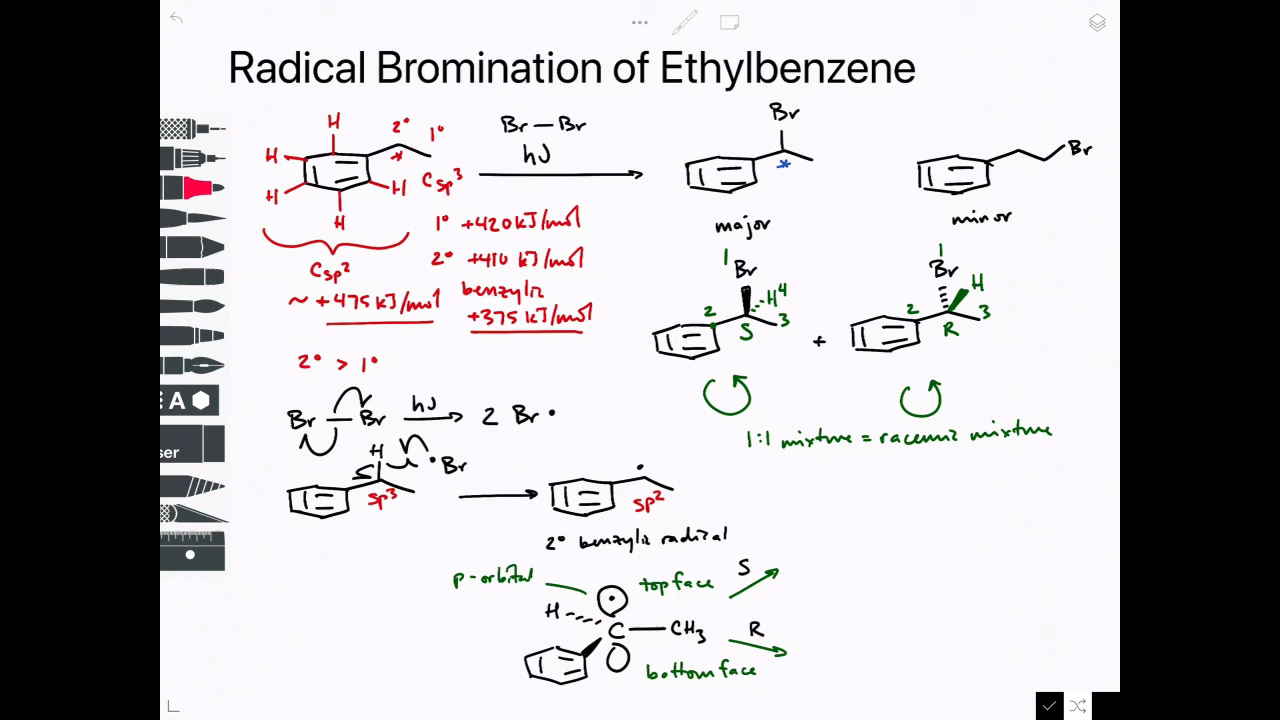 Radical Bromination of Ethylbenzene
H H H H H
2° 1°
*
Csp3
Csp2
~ +475 kJ/mol
1° +420 kJ/mol
2° +410 kJ/mol
benzylic
+375 kJ/mol
2° > 1°
Br — Br
hν
Br
*
major
Br
minor
1
Br
H4
2
3
S
+
1
Br
H
2
3
R
1:1 mixture = racemic mixture
Br — Br hν 2 Br •
H
• Br
sp3
•
sp2
2° benzylic radical
p-orbital
top face
S
H
C — CH3
R
bottom face
A
ser